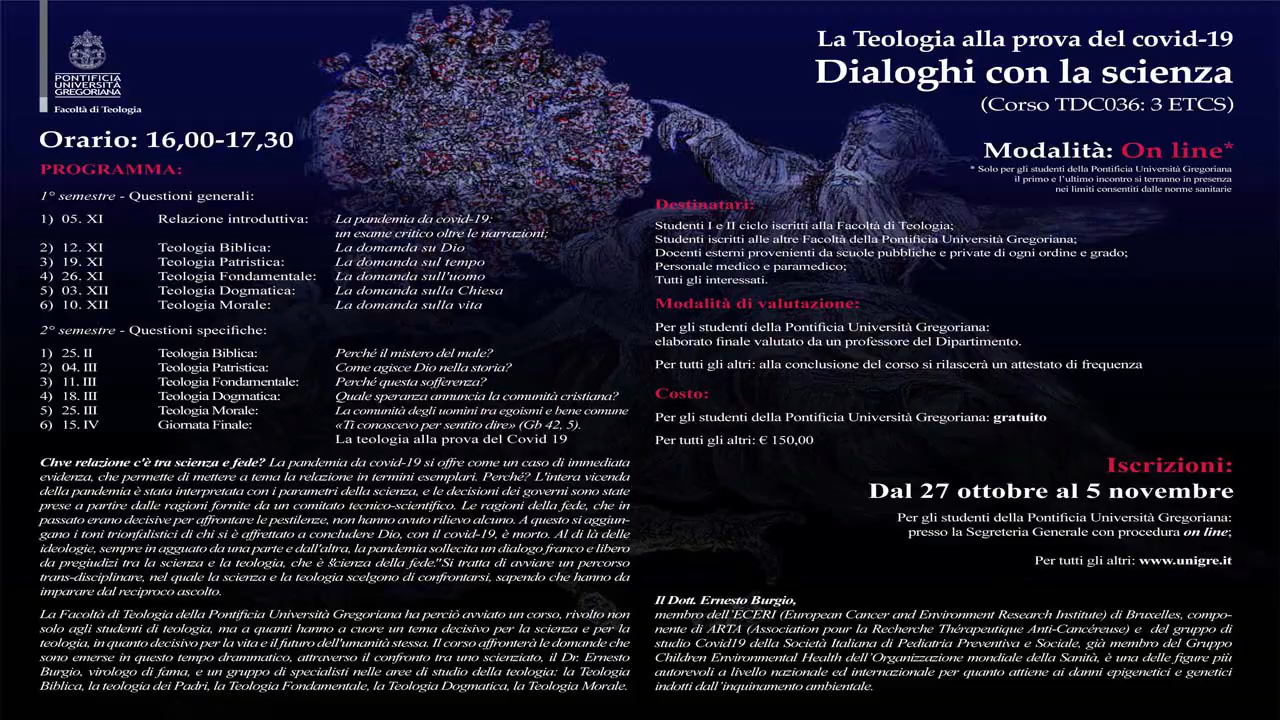 PONTIFICIA
UNIVERSITÀ
GREGORIANA
Facoltà di Teologia
Orario: 16,00-17,30
PROGRAMMA:
1° semestre - Questioni generali:
1) 05. XI Relazione introduttiva: La pandemia da covid-19:
un esame critico oltre le narrazioni;
2) 12. XI Teologia Biblica: La domanda su Dio
3) 19. XI Teologia Patristica: La domanda sul tempo
4) 26. XI Teologia Fondamentale: La domanda sull'uomo
5) 03. XII Teologia Dogmatica: La domanda sulla Chiesa
6) 10. XII Teologia Morale: La domanda sulla vita
2° semestre - Questioni specifiche:
1) 25. II Teologia Biblica: Perché il mistero del male?
2) 04. III Teologia Patristica: Come agisce Dio nella storia?
3) 11. III Teologia Fondamentale: Perché questa sofferenza?
4) 18. III Teologia Dogmatica: Quale speranza annuncia la comunità cristiana?
5) 25. III Teologia Morale: La comunità degli uomini tra egoismi e bene comune
6) 15. IV Giornata Finale: «Ti conoscevo per sentito dire» (Gb 42, 5).
La teologia alla prova del Covid 19
Chve relazione c'è tra scienza e fede? La pandemia da covid-19 si offre come un caso di immediata
evidenza, che permette di mettere a tema la relazione in termini esemplari. Perché? L'intera vicenda
della pandemia è stata interpretata con i parametri della scienza, e le decisioni dei governi sono state
prese a partire dalle ragioni fornite da un comitato tecnico-scientifico. Le ragioni della fede, che in
passato erano decisive per affrontare le pestilenze, non hanno avuto rilievo alcuno. A questo si aggiun-
gano i toni trionfalistici di chi si è affrettato a concludere Dio, con il covid-19, è morto. Al di là delle
ideologie, sempre in agguato da una parte e dall'altra, la pandemia sollecita un dialogo franco e libero
da pregiudizi tra la scienza e la teologia, che è "scienza della fede." Si tratta di avviare un percorso
trans-disciplinare, nel quale la scienza e la teologia scelgono di confrontarsi, sapendo che hanno da
imparare dal reciproco ascolto.
La Facoltà di Teologia della Pontificia Università Gregoriana ha perciò avviato un corso, rivolto non
solo agli studenti di teologia, ma a quanti hanno a cuore un tema decisivo per la scienza e per la
teologia, in quanto decisivo per la vita e il futuro dell'umanità stessa. Il corso affronterà le domande che
sono emerse in questo tempo drammatico, attraverso il confronto tra uno scienziato, il Dr: Ernesto
Burgio, virologo di fama, e un gruppo di specialisti nelle aree di studio della teologia: la Teologia
Biblica, la teologia dei Padri, la Teologia Fondamentale, la Teologia Dogmatica, la Teologia Morale.
La Teologia alla prova del covid-19
Dialoghi con la scienza
(Corso TDC036: 3 ETCS)
Modalità: On line*
* Solo per gli studenti della Pontificia Università Gregoriana
il primo e l'ultimo incontro si terranno in presenza
nei limiti consentiti dalle norme sanitarie
Destinatari:
Studenti I e II ciclo iscritti alla Facoltà di Teologia;
Studenti iscritti alle altre Facoltà della Pontificia Università Gregoriana;
Docenti esterni provenienti da scuole pubbliche e private di ogni ordine e grado;
Personale medico e paramedico;
Tutti gli interessati.
Modalità di valutazione:
Per gli studenti della Pontificia Università Gregoriana:
elaborato finale valutato da un professore del Dipartimento.
Per tutti gli altri: alla conclusione del corso si rilascerà un attestato di frequenza
Costo:
Per gli studenti della Pontificia Università Gregoriana: gratuito
Per tutti gli altri: € 150,00
Iscrizioni:
Dal 27 ottobre al 5 novembre
Per gli studenti della Pontificia Università Gregoriana:
presso la Segreteria Generale con procedura on line;
Per tutti gli altri: www.unigre.it
Il Dott. Ernesto Burgio,
membro dell'ECERI (European Cancer and Environment Research Institute) di Bruxelles, compo-
nente di ARTA (Association pour la Recherche Thérapeutique Anti-Cancéreuse) e del gruppo di
studio Covid19 della Società Italiana di Pediatria Preventiva e Sociale, già membro del Gruppo
Children Environmental Health dell'Organizzazione mondiale della Sanità, è una delle figure più
autorevoli a livello nazionale ed internazionale per quanto attiene ai danni epigenetici e genetici
indotti dall'inquinamento ambientale.